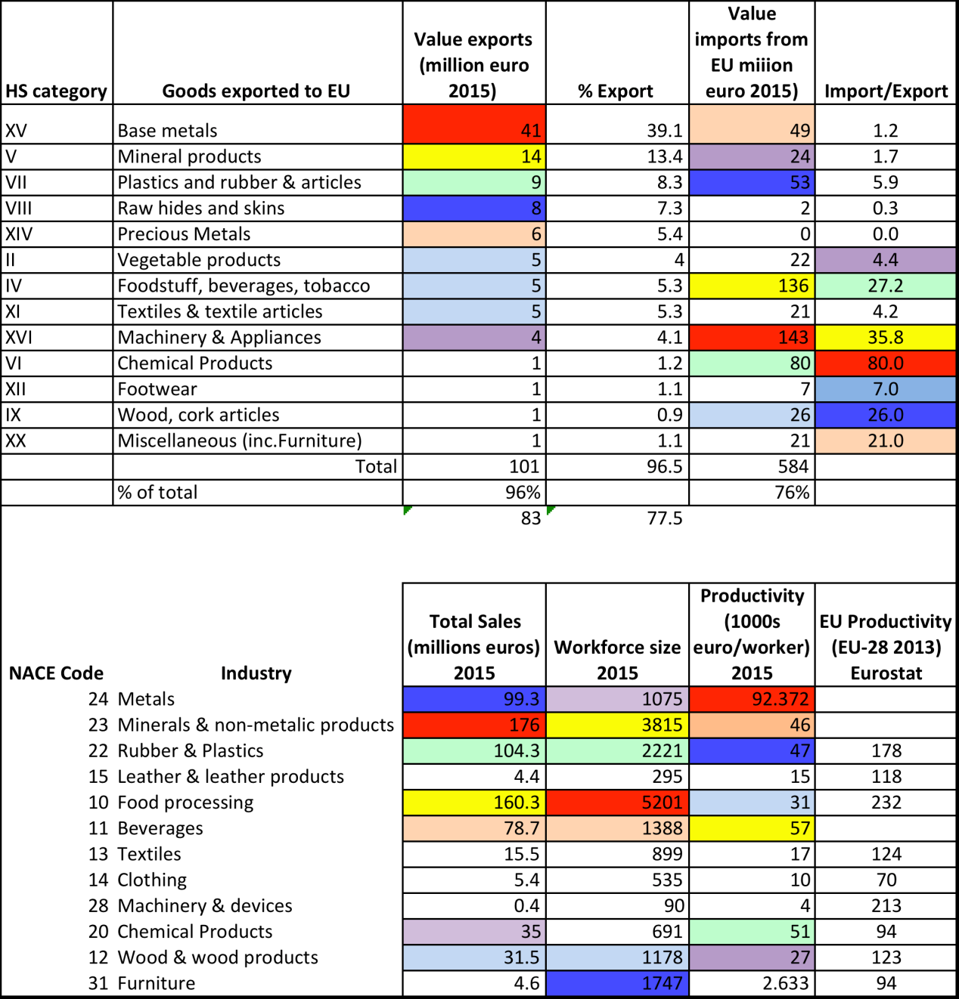 HS category Goods exported to EU Value exports (million euro 2015) % Export Value imports from EU miiion euro 2015) Import/Export
XV Base metals 41 39.1 49 1.2
V Mineral products 14 13.4 24 1.7
VII Plastics and rubber & articles 9 8.3 53 5.9
VIII Raw hides and skins 8 7.3 2 0.3
XIV Precious Metals 6 5.4 0 0.0
II Vegetable products 5 4 22 4.4
IV Foodstuff, beverages, tobacco 5 5.3 136 27.2
XI Textiles & textile articles 5 5.3 21 4.2
XVI Machinery & Appliances 4 4.1 143 35.8
VI Chemical Products 1 1.2 80 80.0
XII Footwear 1 1.1 7 7.0
IX Wood, cork articles 1 0.9 26 26.0
XX Miscellaneous (inc.Furniture) 1 1.1 21 21.0
Total 101 96.5 584
% of total 96% 76%
83 77.5
NACE Code Industry Total Sales (millions euros) 2015 Workforce size 2015 Productivity (1000s euro/worker) 2015 EU Productivity (EU-28 2013) Eurostat
24 Metals 99.3 1075 92.372
23 Minerals & non-metalic products 176 3815 46
22 Rubber & Plastics 104.3 2221 47 178
15 Leather & leather products 4.4 295 15 118
10 Food processing 160.3 5201 31 232
11 Beverages 78.7 1388 57
13 Textiles 15.5 899 17 124
14 Clothing 5.4 535 10 70
28 Machinery & devices 0.4 90 4 213
20 Chemical Products 35 691 51 94
12 Wood & wood products 31.5 1178 27 123
31 Furniture 4.6 1747 2.633 94